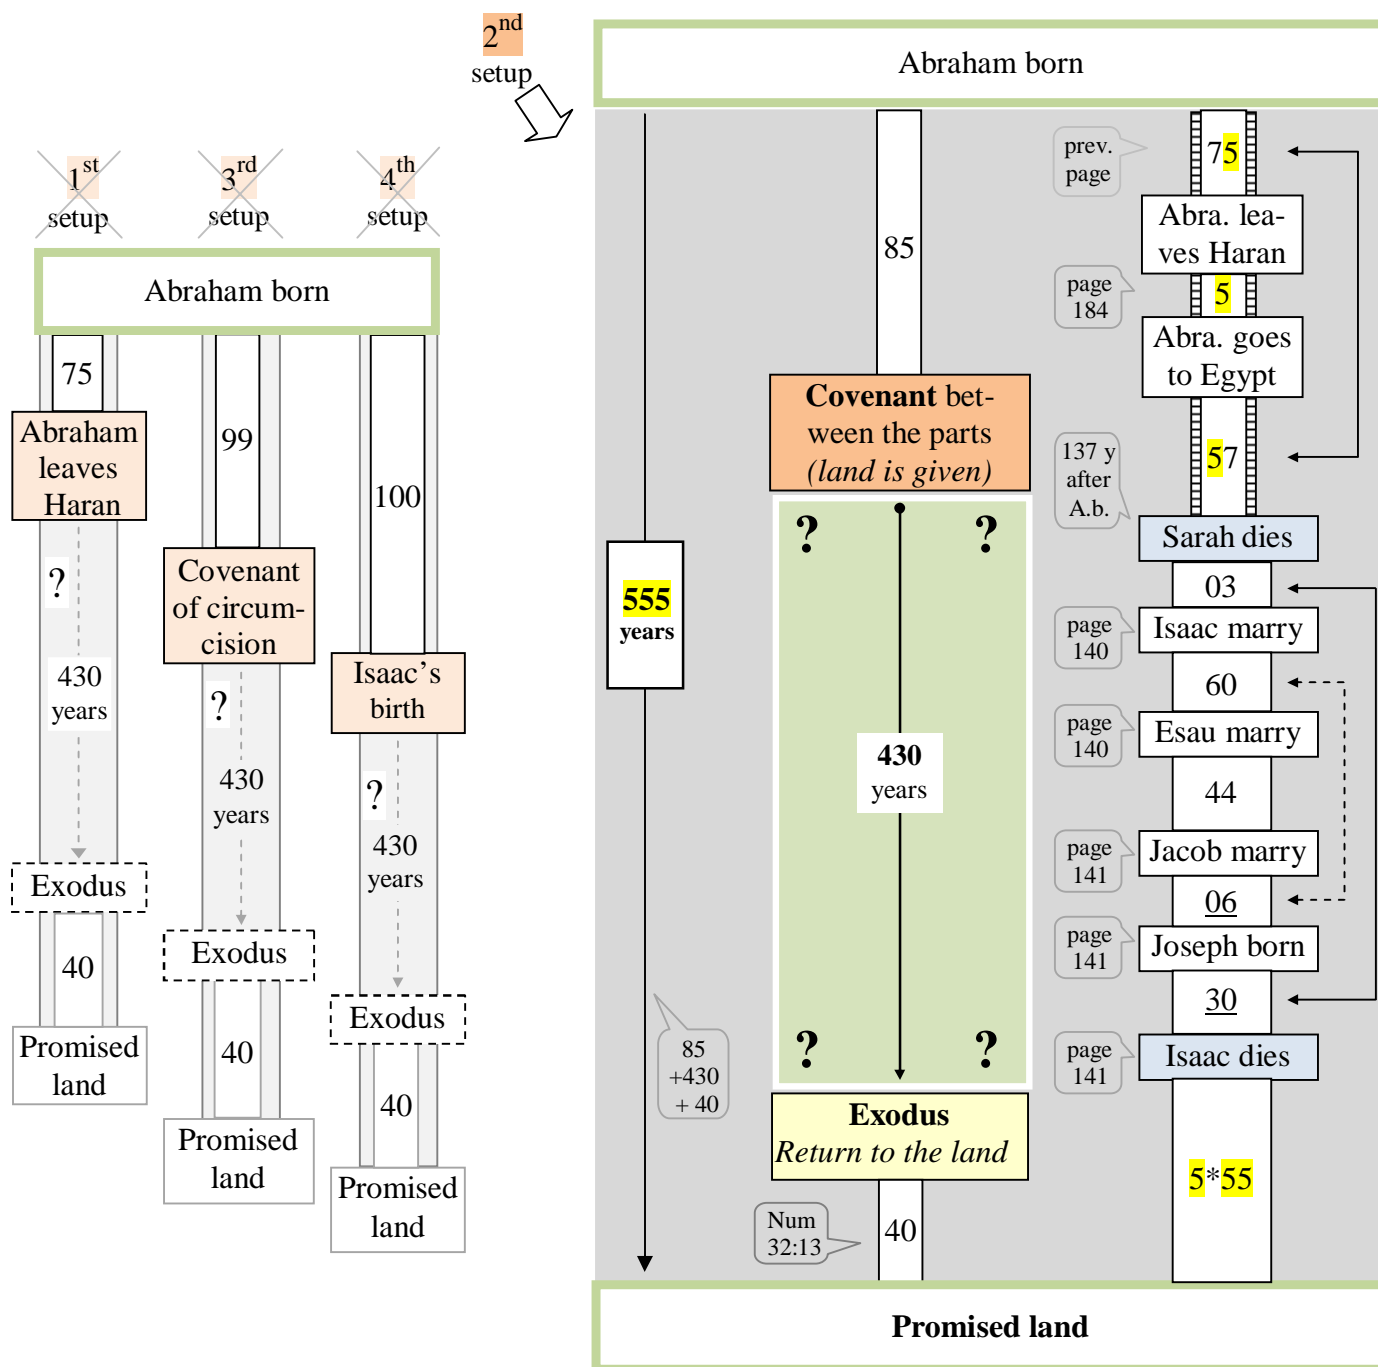 2nd
setup
Abraham born
1st
setup
3rd
setup
4th
setup
Abraham born
75
Abraham
leaves
Haran
?
430
years
Exodus
40
Promised
land
99
Covenant
of circum-
cision
?
430
years
Exodus
40
Promised
land
100
Isaac's
birth
?
430
years
Exodus
40
Promised
land
555
years
85
+430
+ 40
85
Covenant bet-
ween the parts
(land is given)
? ?
430
years
? ?
Exodus
Return to the land
Num
32:13
40
prev.
page
75
Abra. lea-
ves Haran
page
184
5
Abra. goes
to Egypt
57
137 y
after
A.b.
Sarah dies
03
page
140
Isaac marry
60
page
140
Esau marry
44
page
141
Jacob marry
06
page
141
Joseph born
30
page
141
Isaac dies
5*55
Promised land